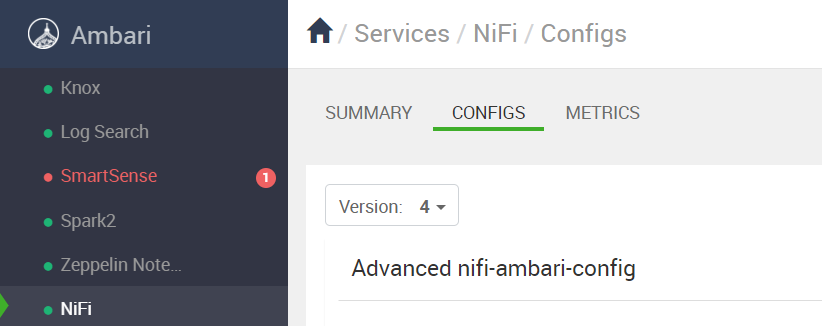 Ambari
Knox
Log Search
SmartSense 1
Spark2
Zeppelin Note...
NiFi
/ Services / NiFi / Configs
SUMMARY CONFIGS METRICS
Version: 4
Advanced nifi-ambari-config